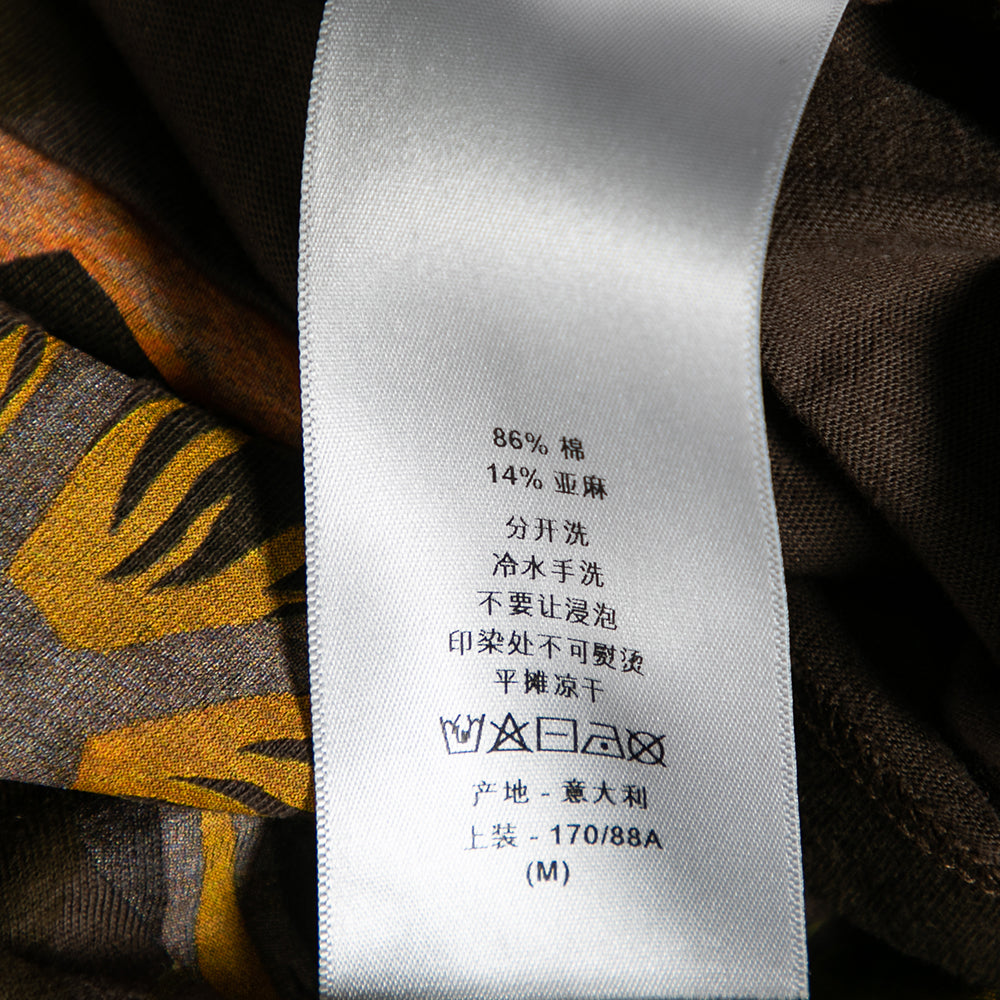 86% 棉
14% 亚麻
分开洗
冷水手洗
不要让浸泡
印染处不可熨烫
平摊凉干
产地 - 意大利
上装 - 170/88A
(M)